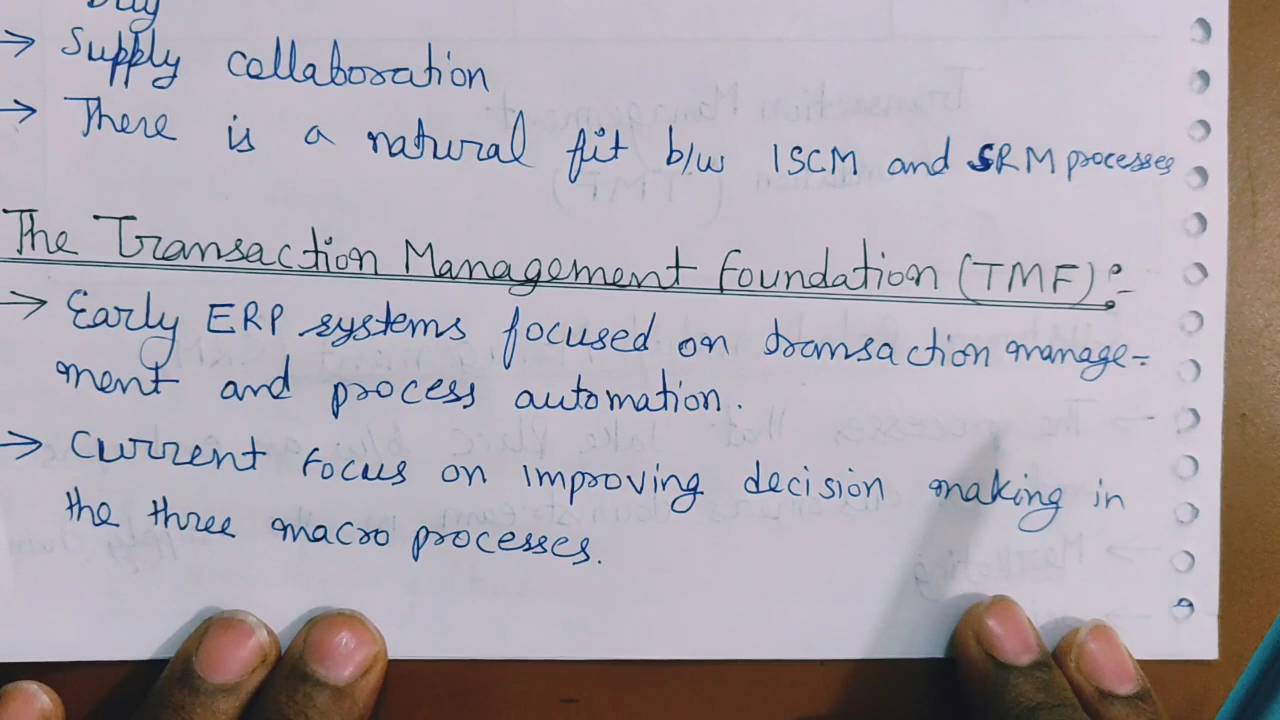 → Supply collaboration
→ There is a natural fit b/w ISCM and SRM processes
The Transaction Management Foundation (TMF):-
→ Early ERP systems focused on transaction manage-
ment and process automation.
→ Current Focus on improving decision making in
the three macro processes.